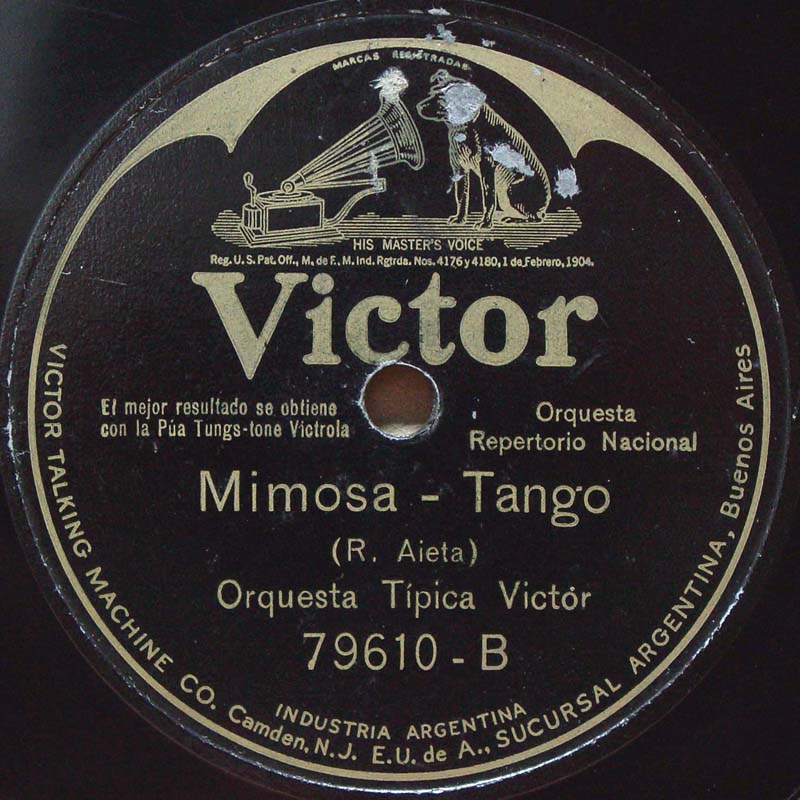 MARCAS REGISTRADAS
HIS MASTER'S VOICE
Reg. U.S. Pat. Off., M. de F., M. Ind. Rgtrda. Nos. 4176 y 4180, 1 de Febrero, 1904.
Victor
El mejor resultado se obtiene
con la Púa Tungs-tone Victrola
Orquesta
Repertorio Nacional
Mimosa - Tango
(R. Aieta)
Orquesta Típica Victor
79610 - B
INDUSTRIA ARGENTINA
VICTOR TALKING MACHINE CO. Camden, N.J. E.U. de A., SUCURSAL ARGENTINA, Buenos Aires